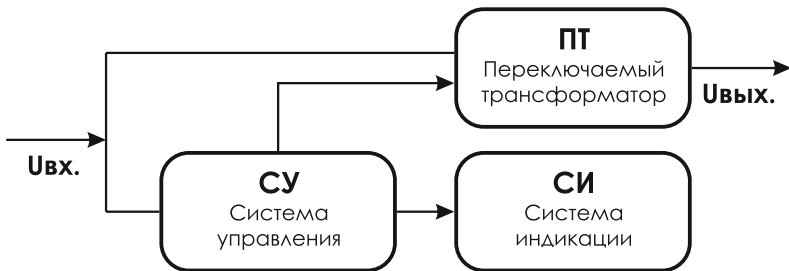 ПТ
Переключаемый
трансформатор
Uвых.
Uвх.
СУ
Система
управления
СИ
Система
индикации